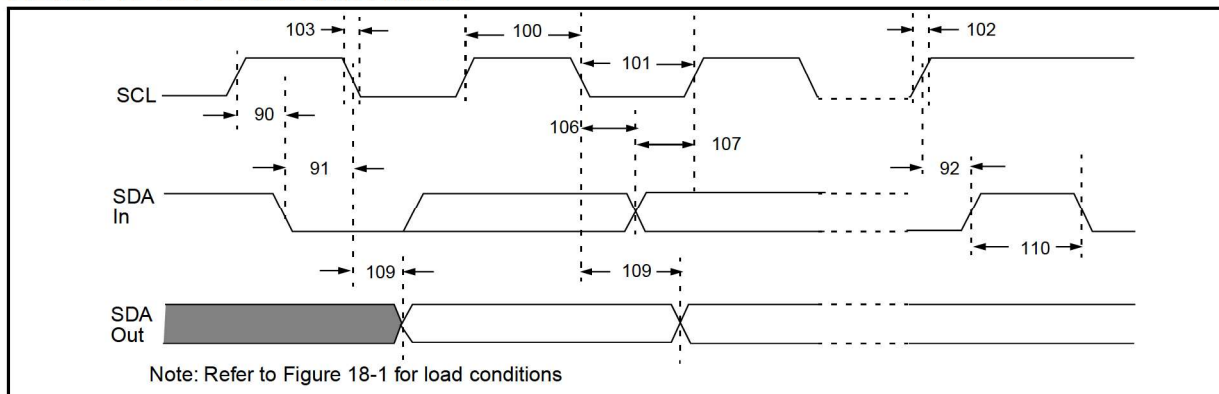 103
100
101
102
SCL
90
106
107
91
92
SDA
In
110
109
109
SDA
Out
Note: Refer to Figure 18-1 for load conditions